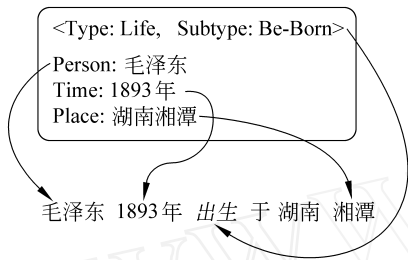 <Type: Life, Subtype: Be-Born>
Person: 毛泽东
Time: 1893年
Place: 湖南湘潭
毛泽东 1893年 出生 于 湖南 湘潭